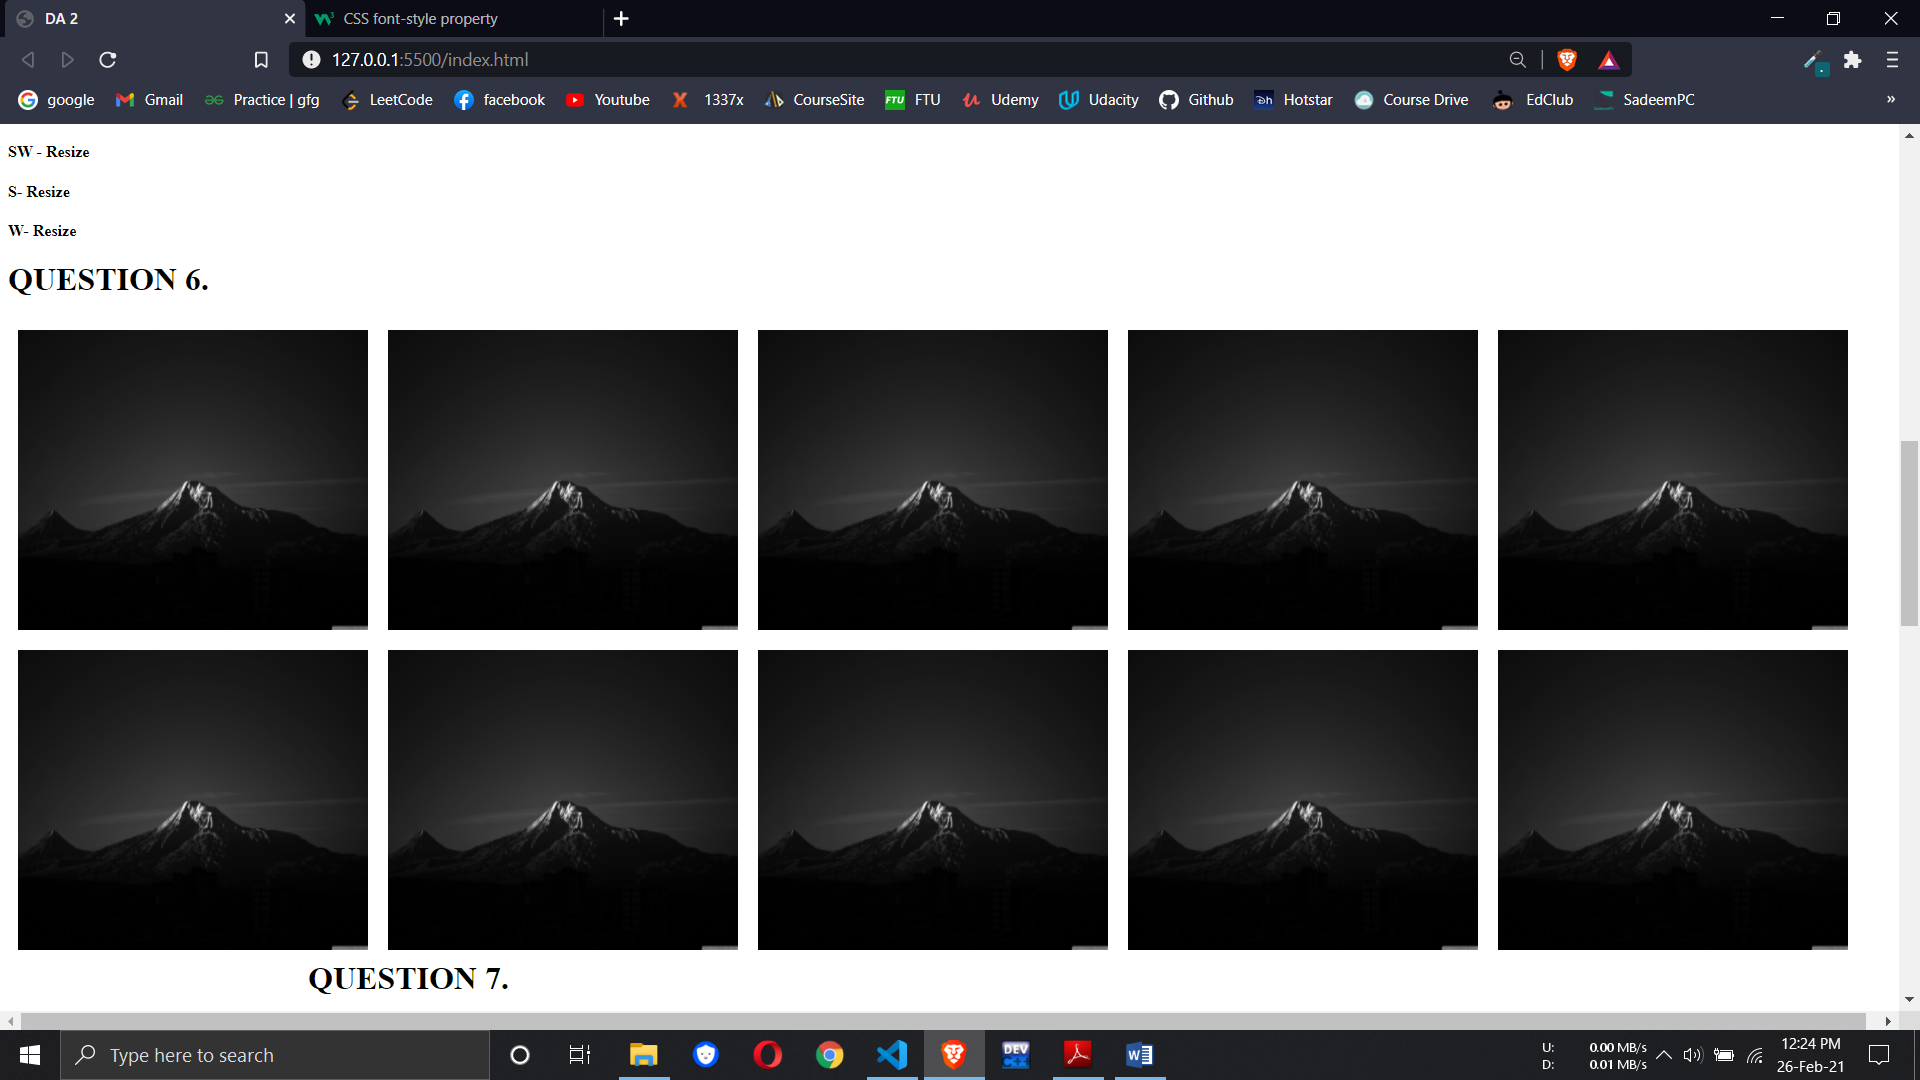 DA 2
CSS font-style property
127.0.0.1:5500/index.html
google Gmail Practice | gfg LeetCode facebook Youtube 1337x CourseSite FTU FTU Udemy Udacity Github Hotstar Course Drive EdClub SadeemPC »
SW - Resize
S- Resize
W- Resize
QUESTION 6.
QUESTION 7.
Type here to search
DEV C++
U: 0.00 MB/s
D: 0.01 MB/s
12:24 PM
26-Feb-21